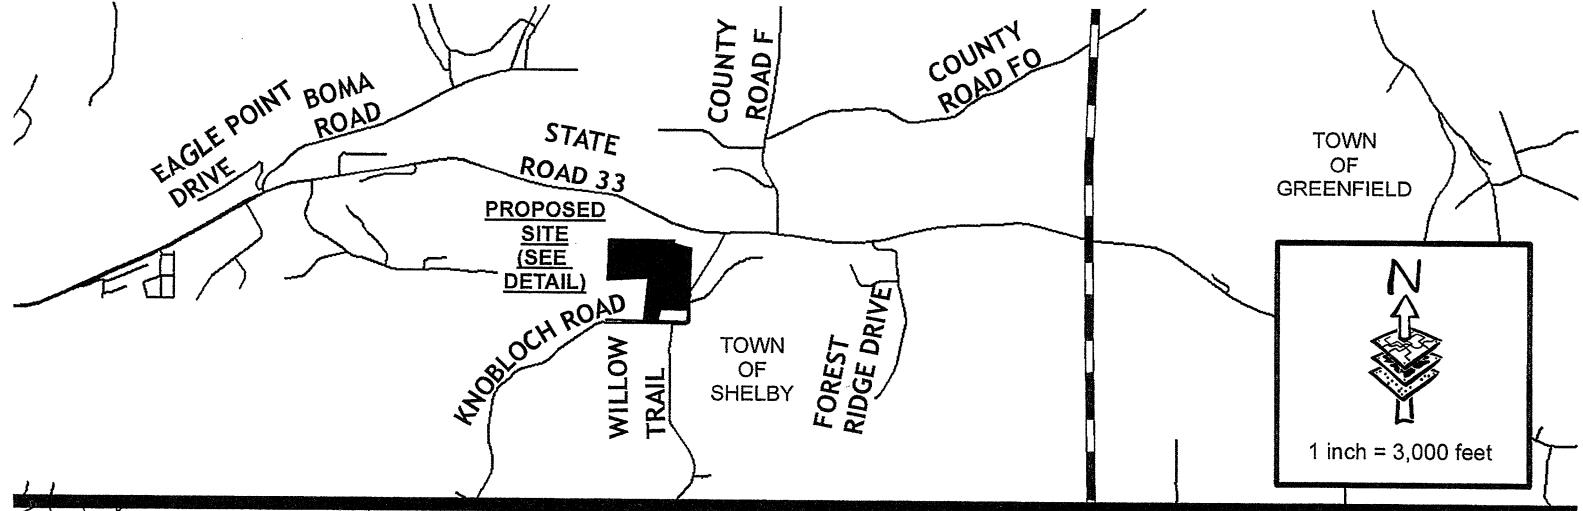 EAGLE POINT
DRIVE
BOMA
ROAD
STATE
ROAD 33
COUNTY
ROAD F
COUNTY
ROAD FO
TOWN
OF
GREENFIELD
PROPOSED
SITE
(SEE
DETAIL)
KNOBLOCH ROAD
WILLOW
TRAIL
TOWN
OF
SHELBY
FOREST
RIDGE DRIVE
N
1 inch = 3,000 feet